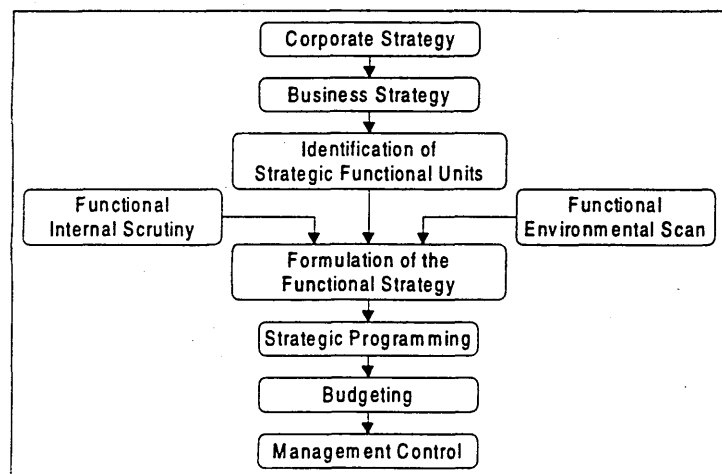 Corporate Strategy
Business Strategy
Identification of
Strategic Functional Units
Functional
Internal Scrutiny
Functional
Environmental Scan
Formulation of the
Functional Strategy
Strategic Programming
Budgeting
Management Control